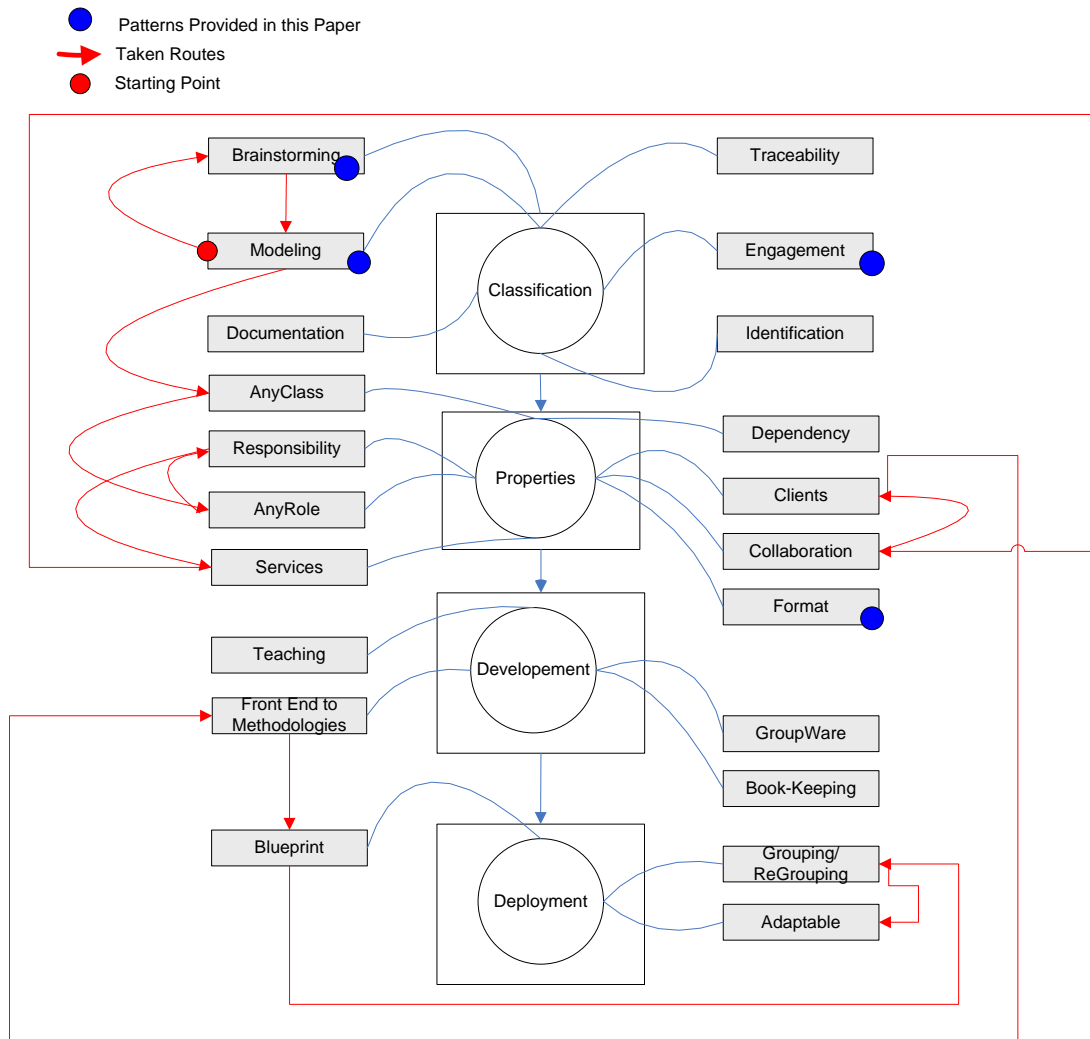 Patterns Provided in this Paper
Taken Routes
Starting Point
Brainstorming
Traceability
Modeling
Engagement
Classification
Documentation
Identification
AnyClass
Dependency
Responsibility
Properties
Clients
AnyRole
Collaboration
Services
Format
Teaching
Developement
Front End to
Methodologies
GroupWare
Book-Keeping
Blueprint
Grouping/
ReGrouping
Deployment
Adaptable